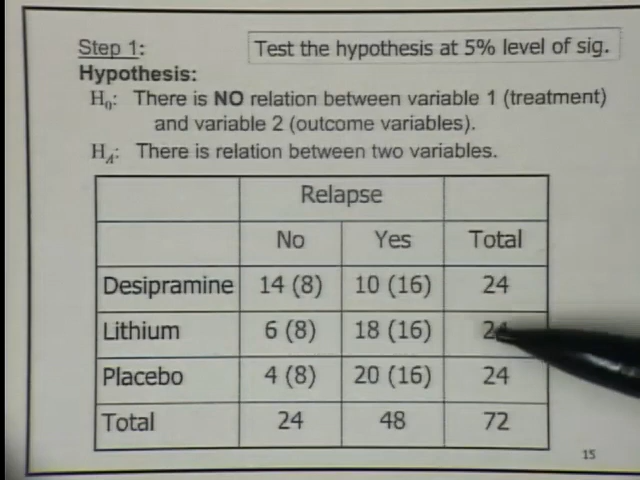 Step 1:
Test the hypothesis at 5% level of sig.
Hypothesis:
H0: There is NO relation between variable 1 (treatment)
and variable 2 (outcome variables).
HA: There is relation between two variables.
Relapse
No Yes Total
Desipramine 14 (8) 10 (16) 24
Lithium 6 (8) 18 (16) 24
Placebo 4 (8) 20 (16) 24
Total 24 48 72
15